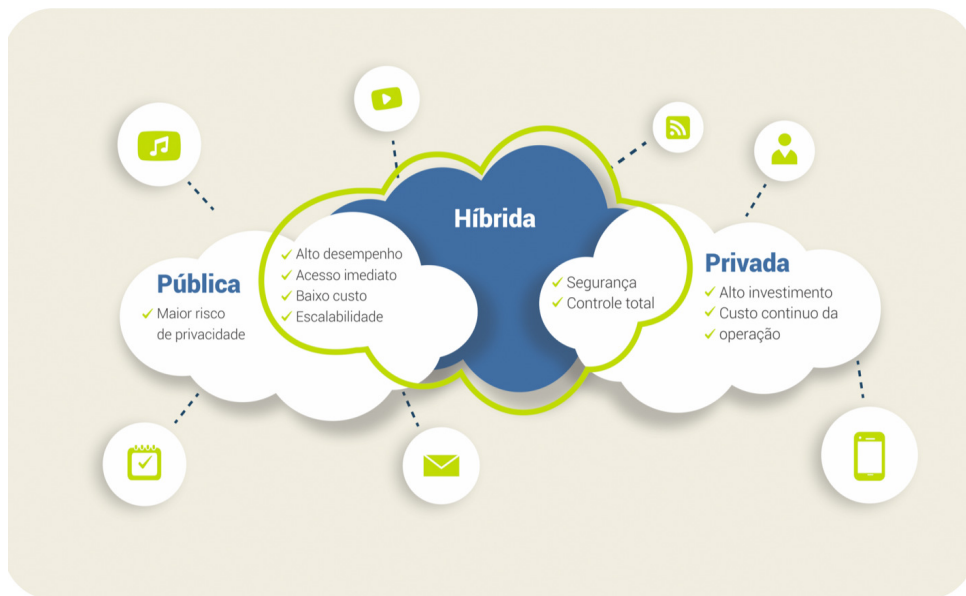 Híbrida
Pública
Maior risco
de privacidade
Alto desempenho
Acesso imediato
Baixo custo
Escalabilidade
Segurança
Controle total
Privada
Alto investimento
Custo continuo da
operação